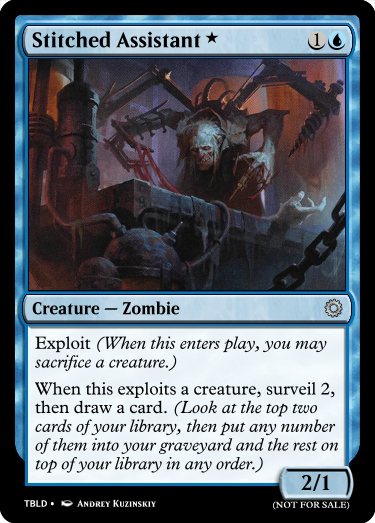 Stitched Assistant ★ 1
Creature — Zombie
Exploit (When this enters play, you may
sacrifice a creature.)
When this exploits a creature, surveil 2,
then draw a card. (Look at the top two
cards of your library, then put any number
of them into your graveyard and the rest on
top of your library in any order.)
2/1
TBLD • Andrey Kuzinskiy
(NOT FOR SALE)